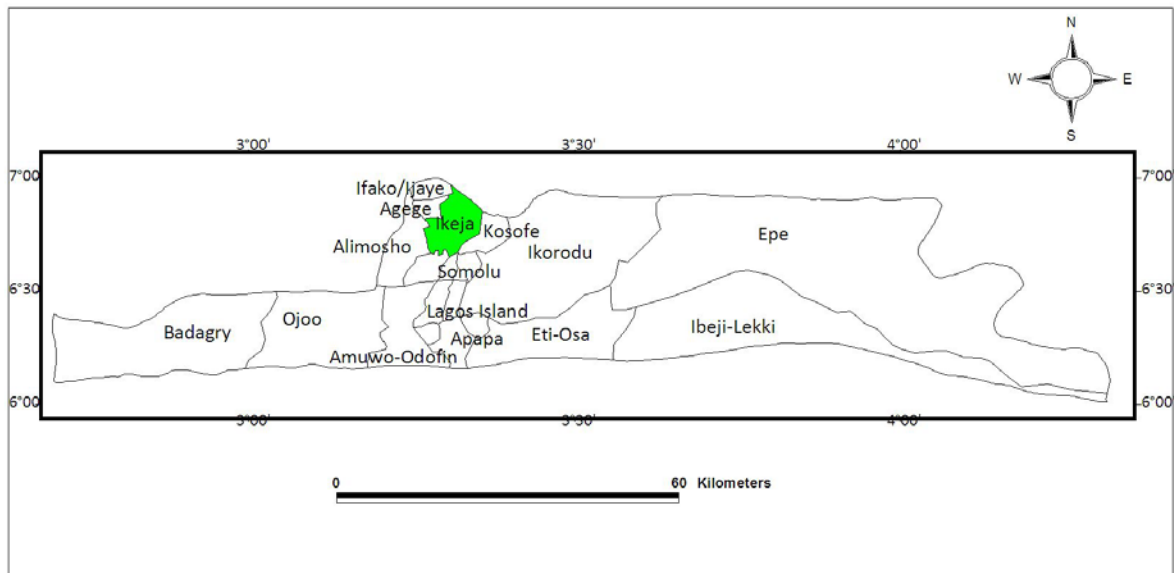 N
W E
S
3°00' 3°30' 4°00'
7°00' 7°00'
Ifako/Ijaye
Agege
Ikeja
Kosofe
Epe
Alimosho
Ikorodu
Somolu
6°30' 6°30'
Lagos Island
Ojoo
Ibeji-Lekki
Badagry
Eti-Osa
Apapa
Amuwo-Odofin
6°00' 6°00'
3°00' 3°30' 4°00'
0 60 Kilometers